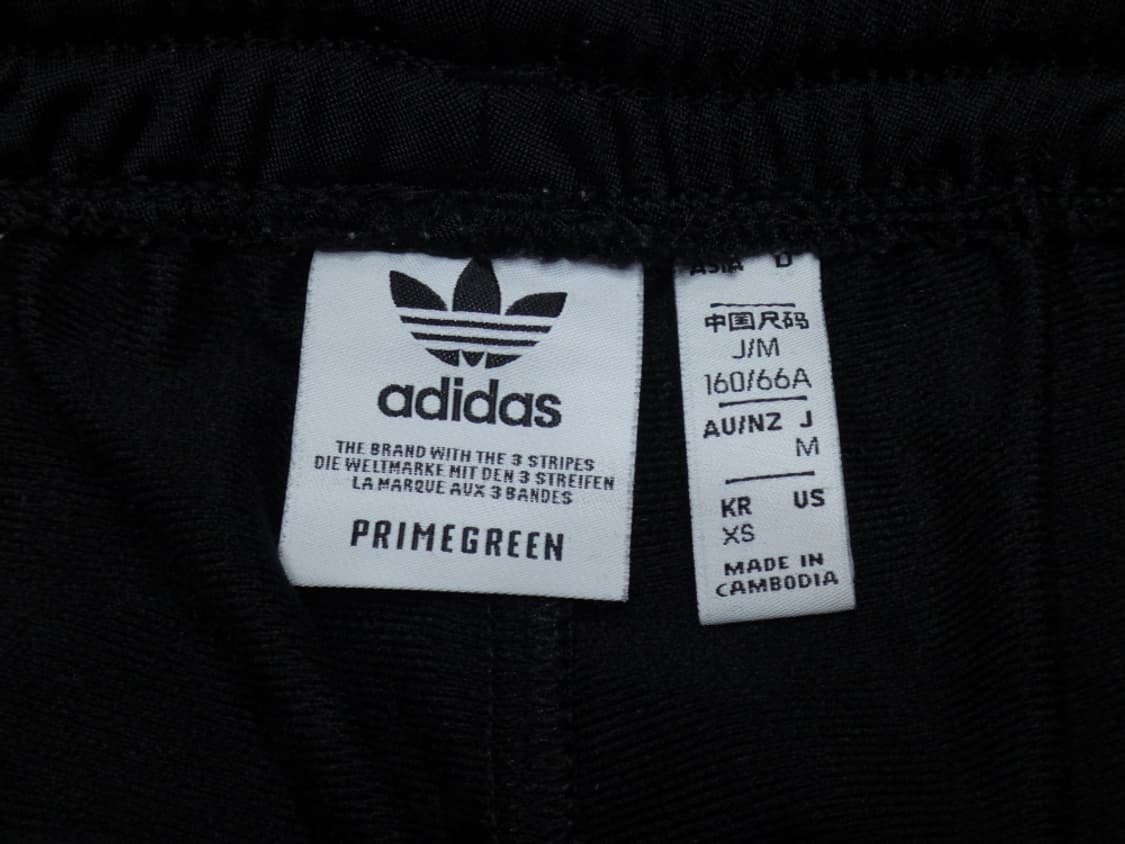 adidas
THE BRAND WITH THE 3 STRIPES
DIE WELTMARKE MIT DEN 3 STREIFEN
LA MARQUE AUX 3 BANDES
PRIMEGREEN
ASIA D
中国尺码
J/M
160/66A
AU/NZ J
M
KR US
XS
MADE IN
CAMBODIA